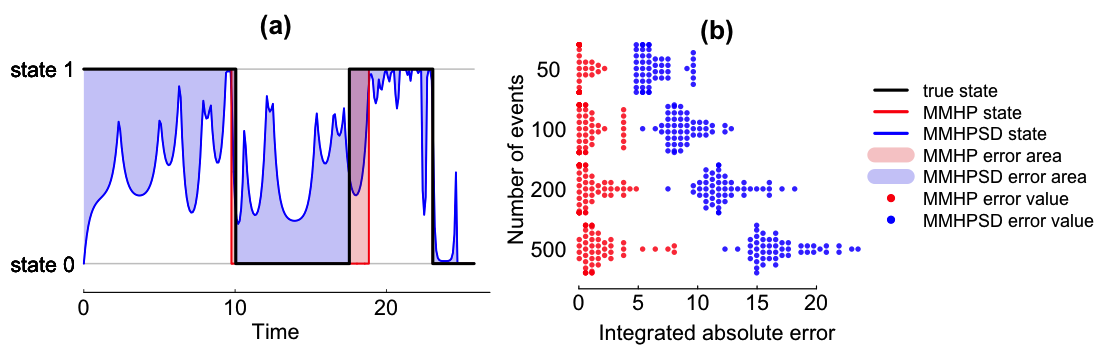 (a)
state 1
state 0
0 10 20
Time
(b)
Number of events
50
100
200
500
0 5 10 15 20
Integrated absolute error
true state
MMHP state
MMHPSD state
MMHP error area
MMHPSD error area
MMHP error value
MMHPSD error value